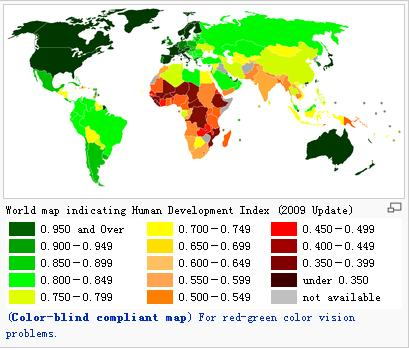 World map indicating Human Development Index (2009 Update)
0.950 and Over
0.900－0.949
0.850－0.899
0.800－0.849
0.750－0.799
0.700－0.749
0.650－0.699
0.600－0.649
0.550－0.599
0.500－0.549
0.450－0.499
0.400－0.449
0.350－0.399
under 0.350
not available
(Color-blind compliant map) For red-green color vision
problems.